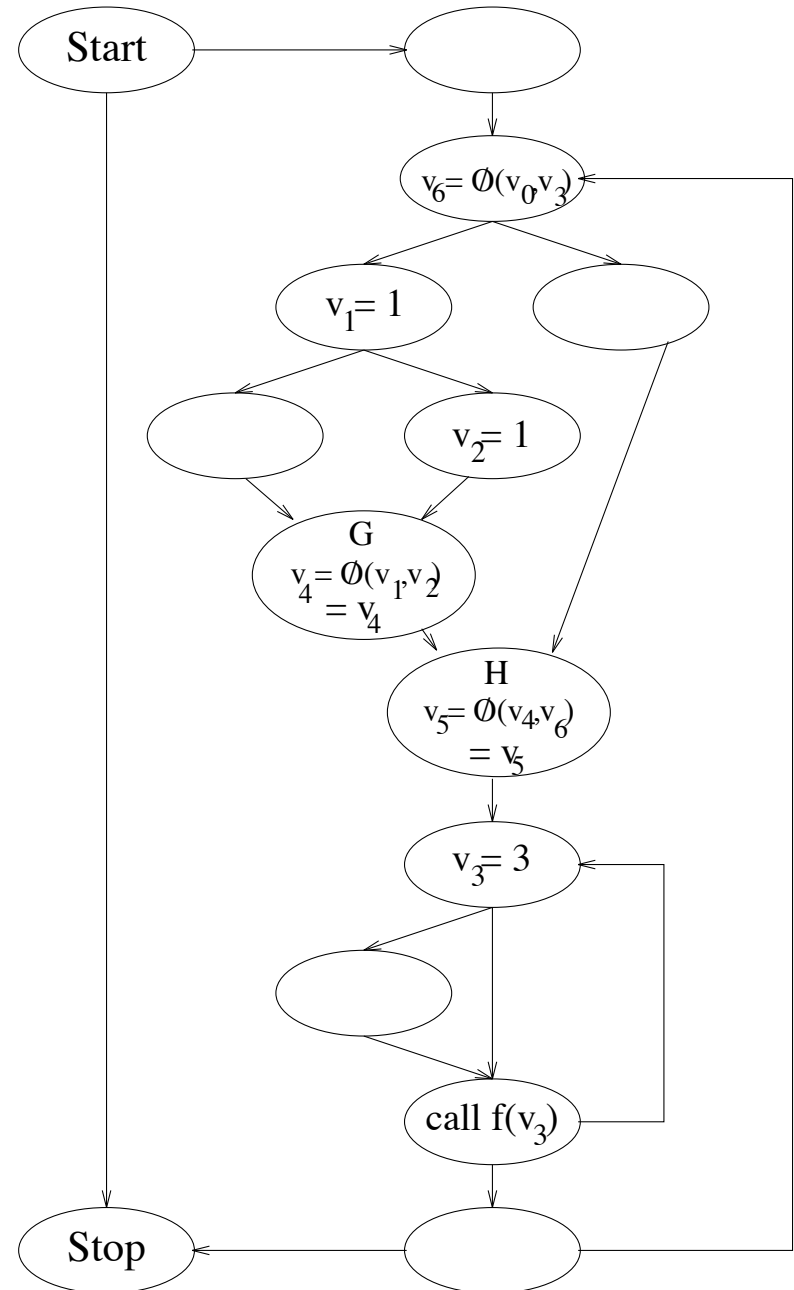 Start
v₆= Ø(v₀,v₃)
v₁= 1
v₂= 1
G
v₄= Ø(v₁,v₂)
= v₄
H
v₅= Ø(v₄,v₆)
= v₅
v₃= 3
call f(v₃)
Stop